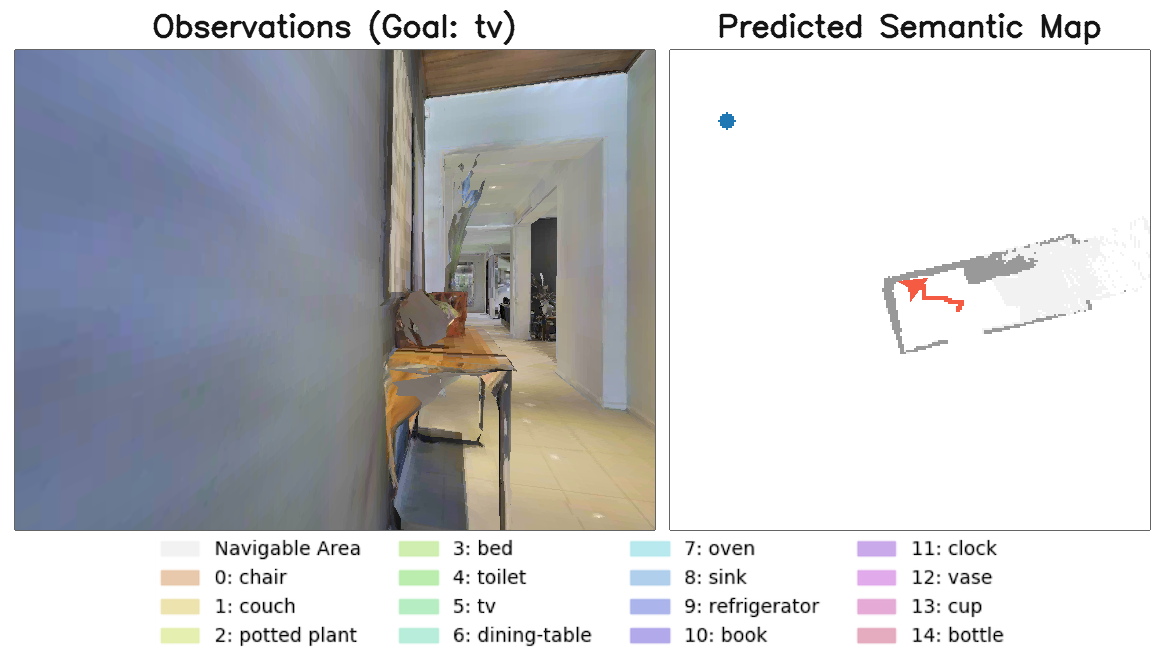 Observations (Goal: tv)
Predicted Semantic Map
Navigable Area
0: chair
1: couch
2: potted plant
3: bed
4: toilet
5: tv
6: dining-table
7: oven
8: sink
9: refrigerator
10: book
11: clock
12: vase
13: cup
14: bottle